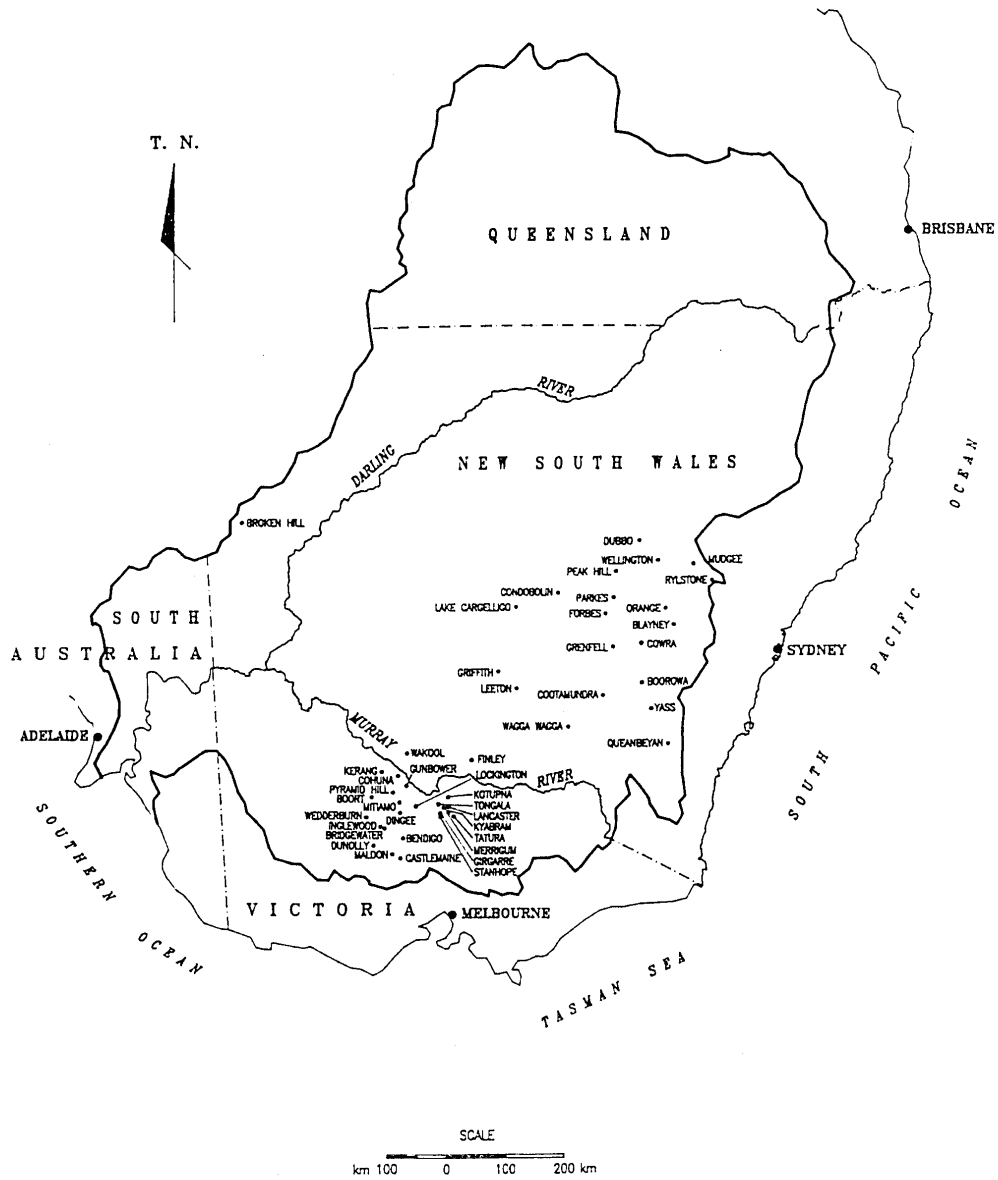 T. N.
QUEENSLAND
BRISBANE
RIVER
DARLING
NEW SOUTH WALES
OCEAN
PACIFIC
SOUTH
BROKEN HILL
DUBBO
WELLINGTON
MUDGEE
PEAK HILL
RYLSTONE
CONDOBOLIN
PARKES
LAKE CARGELLIGO
FORBES
ORANGE
BLAYNEY
SOUTH
AUSTRALIA
GRENFELL
COWRA
SYDNEY
GRIFFITH
LEETON
BOOROWA
COOTAMUNDRA
YASS
WAGGA WAGGA
QUEANBEYAN
ADELAIDE
MURRAY
RIVER
WAKOOL
FINLEY
KERANG
GUNBOWER
COHUNA
LOCKINGTON
PYRAMID HILL
BOORT
MITIAMO
KOTUPNA
TONGALA
WEDDERBURN
DINGEE
LANCASTER
INGLEWOOD
KYABRAM
BRIDGEWATER
BENDIGO
TATURA
DUNOLLY
MERRIGUM
MALDON
CASTLEMAINE
GIRGARRE
STANHOPE
VICTORIA
MELBOURNE
SOUTHERN
OCEAN
TASMAN SEA
SCALE
km 100 0 100 200 km